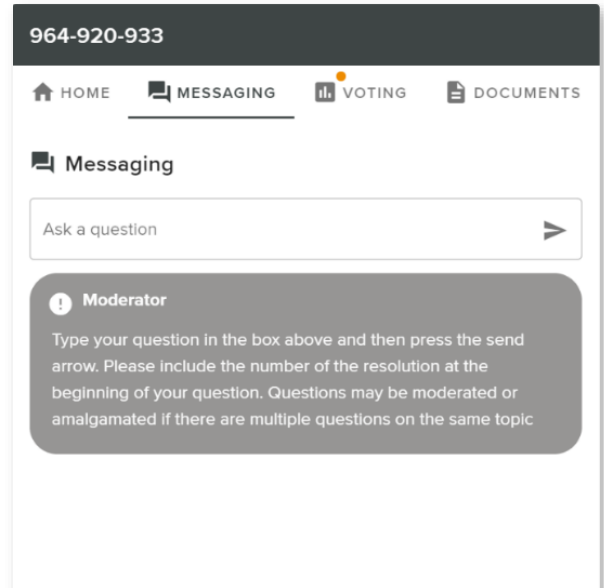 964-920-933
HOME MESSAGING VOTING DOCUMENTS
Messaging
Ask a question
Moderator
Type your question in the box above and then press the send
arrow. Please include the number of the resolution at the
beginning of your question. Questions may be moderated or
amalgamated if there are multiple questions on the same topic